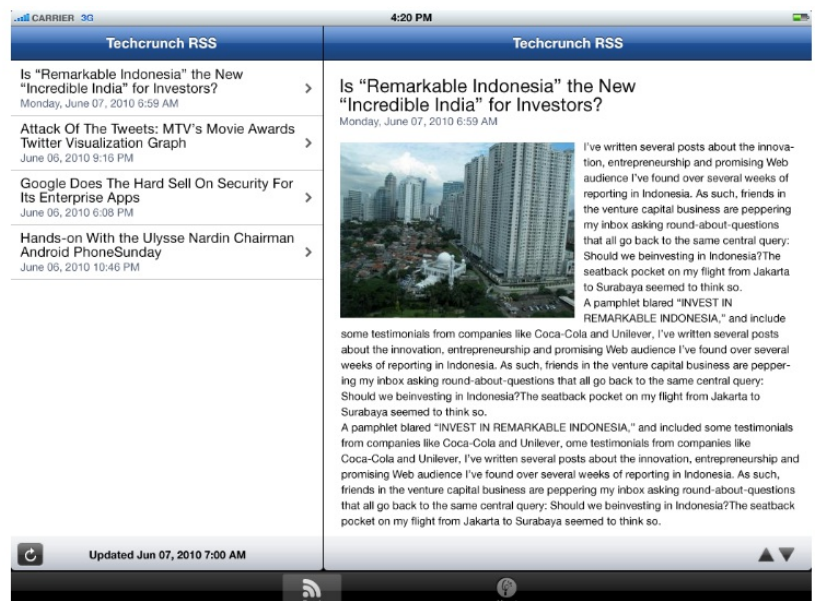 CARRIER 3G
4:20 PM
Techcrunch RSS
Techcrunch RSS
Is “Remarkable Indonesia” the New
“Incredible India” for Investors?
Monday, June 07, 2010 6:59 AM
Attack Of The Tweets: MTV’s Movie Awards
Twitter Visualization Graph
June 06, 2010 9:16 PM
Google Does The Hard Sell On Security For
Its Enterprise Apps
June 06, 2010 6:08 PM
Hands-on With the Ulysse Nardin Chairman
Android PhoneSunday
June 06, 2010 10:46 PM
Updated Jun 07, 2010 7:00 AM
Is “Remarkable Indonesia” the New
“Incredible India” for Investors?
Monday, June 07, 2010 6:59 AM
I’ve written several posts about the innova-
tion, entrepreneurship and promising Web
audience I’ve found over several weeks of
reporting in Indonesia. As such, friends in
the venture capital business are peppering
my inbox asking round-about-questions
that all go back to the same central query:
Should we beinvesting in Indonesia?The
seatback pocket on my flight from Jakarta
to Surabaya seemed to think so.
A pamphlet blared “INVEST IN
REMARKABLE INDONESIA,” and include
some testimonials from companies like Coca-Cola and Unilever, I’ve written several posts
about the innovation, entrepreneurship and promising Web audience I’ve found over several
weeks of reporting in Indonesia. As such, friends in the venture capital business are pepper-
ing my inbox asking round-about-questions that all go back to the same central query:
Should we beinvesting in Indonesia?The seatback pocket on my flight from Jakarta to
Surabaya seemed to think so.
A pamphlet blared “INVEST IN REMARKABLE INDONESIA,” and included some testimonials
from companies like Coca-Cola and Unilever, ome testimonials from companies like
Coca-Cola and Unilever, I’ve written several posts about the innovation, entrepreneurship and
promising Web audience I’ve found over several weeks of reporting in Indonesia. As such,
friends in the venture capital business are peppering my inbox asking round-about-questions
that all go back to the same central query: Should we beinvesting in Indonesia?The seatback
pocket on my flight from Jakarta to Surabaya seemed to think so.